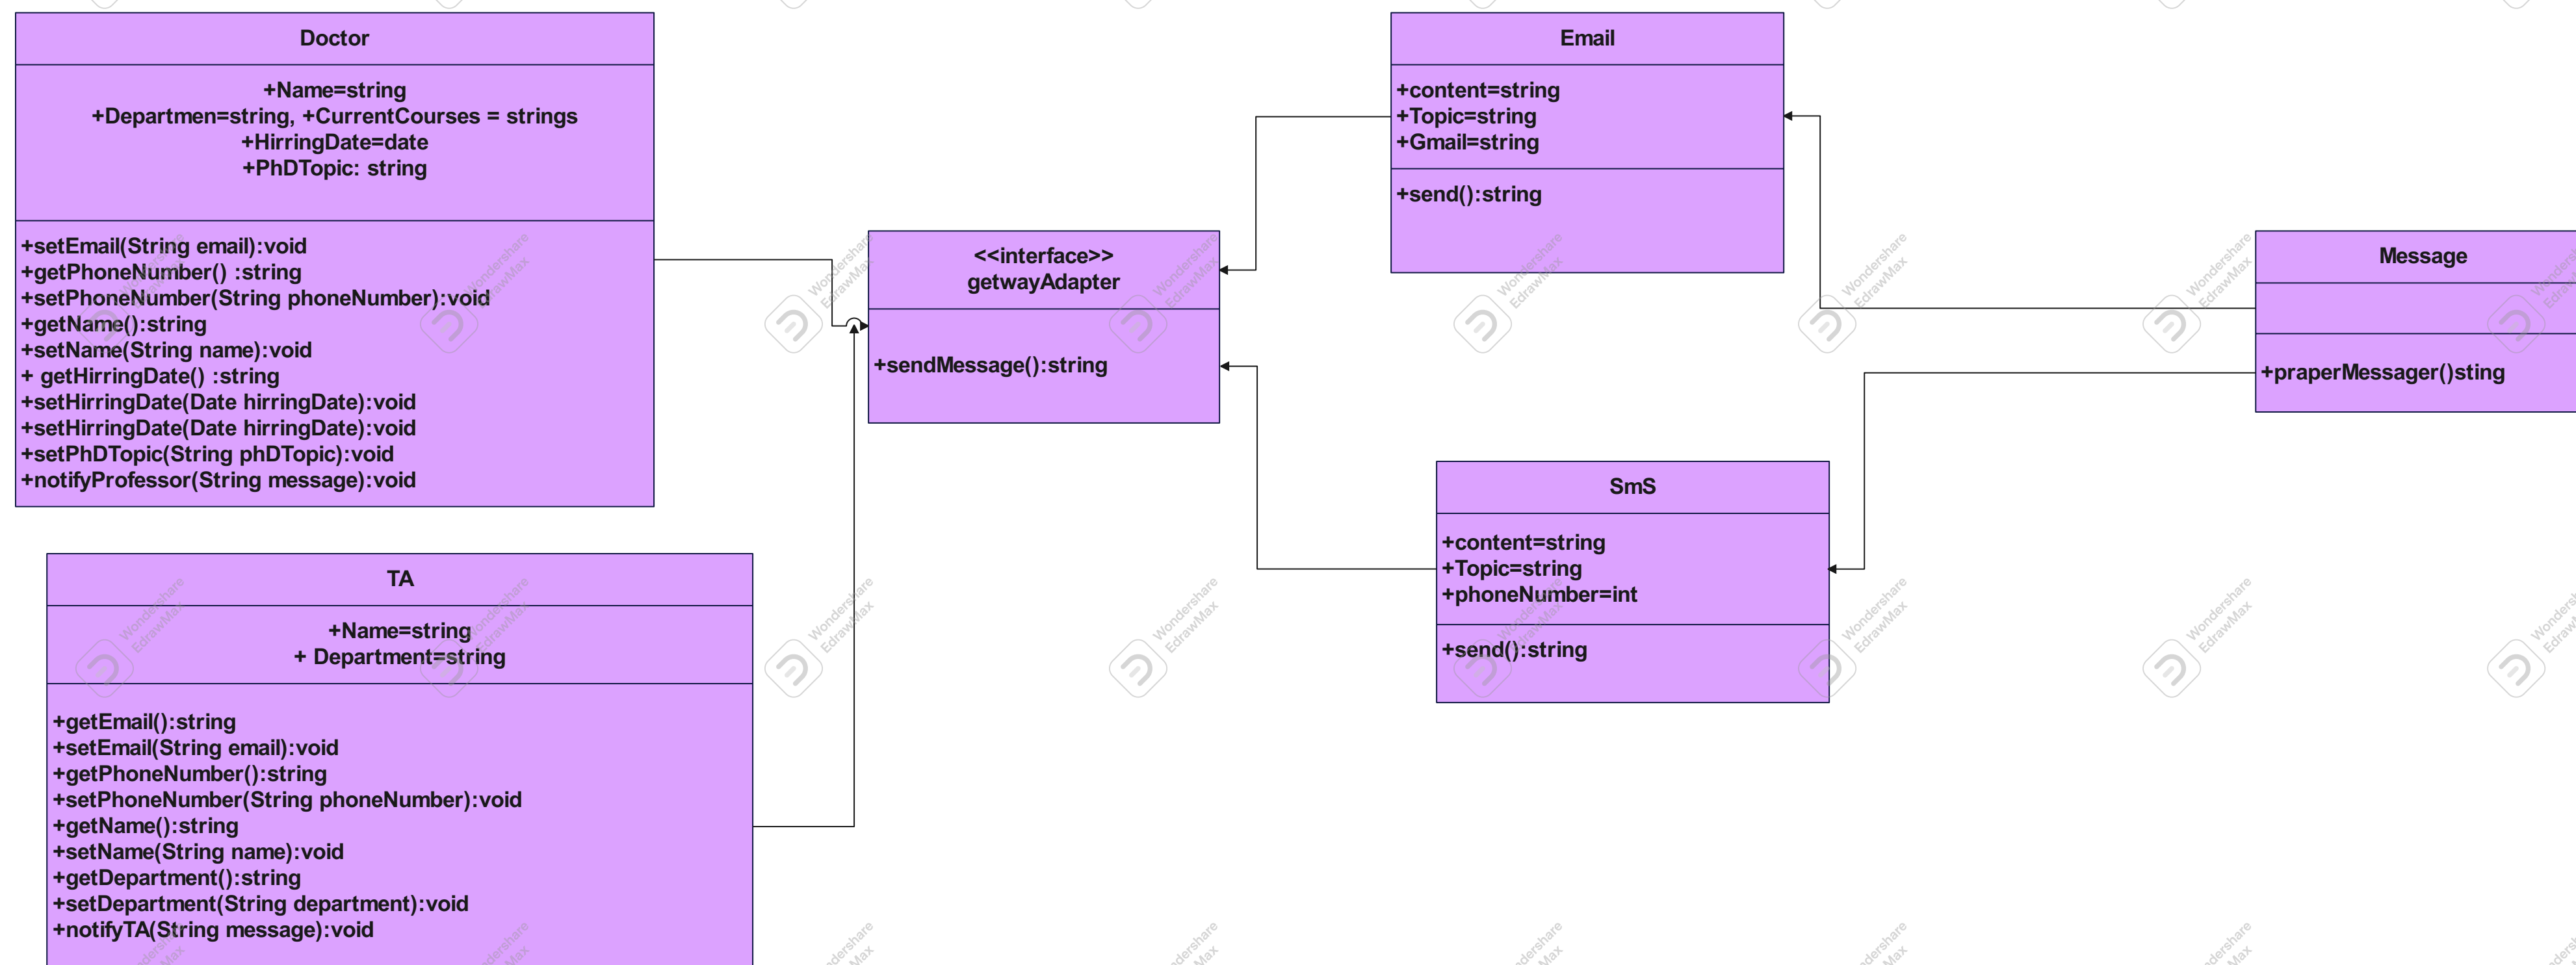 Doctor
+Name=string
+Departmen=string, +CurrentCourses = strings
+HirringDate=date
+PhDTopic: string
+setEmail(String email):void
+getPhoneNumber() :string
+setPhoneNumber(String phoneNumber):void
+getName():string
+setName(String name):void
+ getHirringDate() :string
+setHirringDate(Date hirringDate):void
+setHirringDate(Date hirringDate):void
+setPhDTopic(String phDTopic):void
+notifyProfessor(String message):void
TA
+Name=string
+ Department=string
+getEmail():string
+setEmail(String email):void
+getPhoneNumber():string
+setPhoneNumber(String phoneNumber):void
+getName():string
+setName(String name):void
+getDepartment():string
+setDepartment(String department):void
+notifyTA(String message):void
<<interface>>
getwayAdapter
+sendMessage():string
Email
+content=string
+Topic=string
+Gmail=string
+send():string
SmS
+content=string
+Topic=string
+phoneNumber=int
+send():string
Message
+praperMessager()sting
Wondershare
EdrawMax